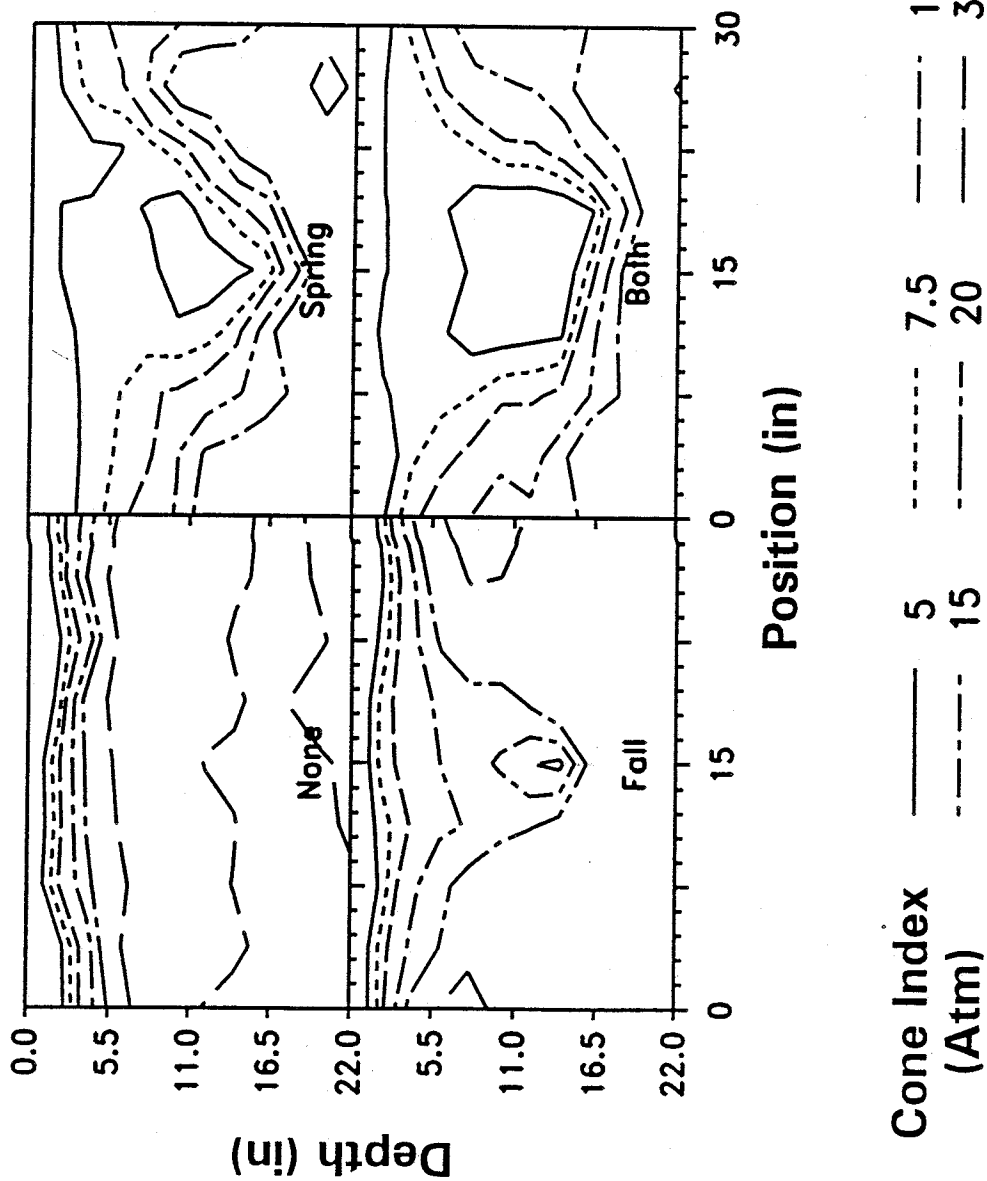 Depth (in)
0.0
5.5
11.0
16.5
22.0
5.5
11.0
16.5
22.0
None Spring
Fall Both
0 15 0 15 30
Position (in)
Cone Index 5 7.5 1
(Atm) 15 20 3